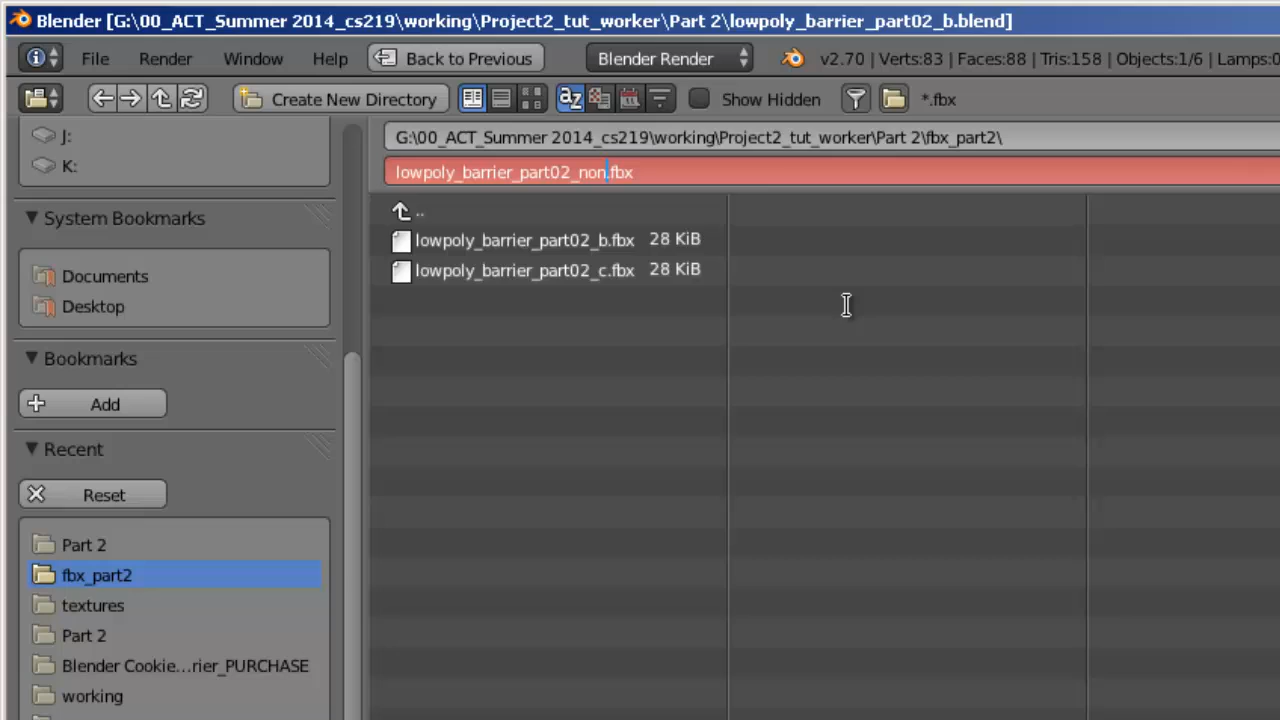 Blender [G:\00_ACT_Summer 2014_cs219\working\Project2_tut_worker\Part 2\lowpoly_barrier_part02_b.blend]
File Render Window Help Back to Previous Blender Render v2.70 | Verts:83 | Faces:88 | Tris:158 | Objects:1/6 | Lamps:0
Create New Directory Show Hidden *.fbx
J:
K:
System Bookmarks
Documents
Desktop
Bookmarks
Add
Recent
Reset
Part 2
fbx_part2
textures
Part 2
Blender Cookie...rier_PURCHASE
working
G:\00_ACT_Summer 2014_cs219\working\Project2_tut_worker\Part 2\fbx_part2\
lowpoly_barrier_part02_non.fbx
..
lowpoly_barrier_part02_b.fbx 28 KiB
lowpoly_barrier_part02_c.fbx 28 KiB